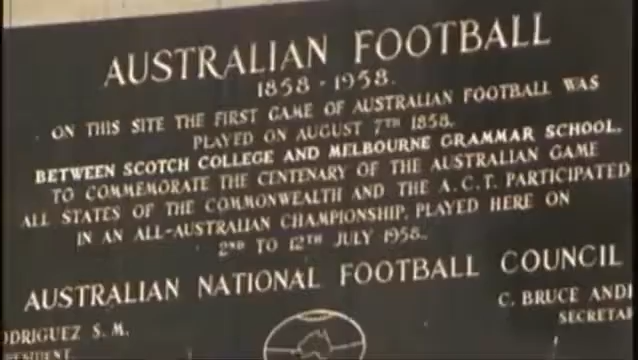 AUSTRALIAN FOOTBALL
1858 - 1958.
ON THIS SITE THE FIRST GAME OF AUSTRALIAN FOOTBALL WAS
PLAYED ON AUGUST 7TH 1858,
BETWEEN SCOTCH COLLEGE AND MELBOURNE GRAMMAR SCHOOL.
TO COMMEMORATE THE CENTENARY OF THE AUSTRALIAN GAME
ALL STATES OF THE COMMONWEALTH AND THE A.C.T. PARTICIPATED
IN AN ALL-AUSTRALIAN CHAMPIONSHIP, PLAYED HERE ON
2ND TO 12TH JULY 1958.
AUSTRALIAN NATIONAL FOOTBALL COUNCIL
ODRIGUEZ S. M.
ESIDENT
C. BRUCE AND
SECRETA